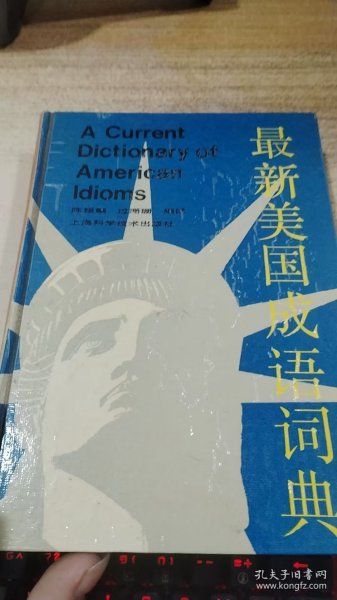 A Current
Dictionary of
American
Idioms
上海科学技术出版社
最新美国成语词典
孔夫子旧书网
www.kongfz.com